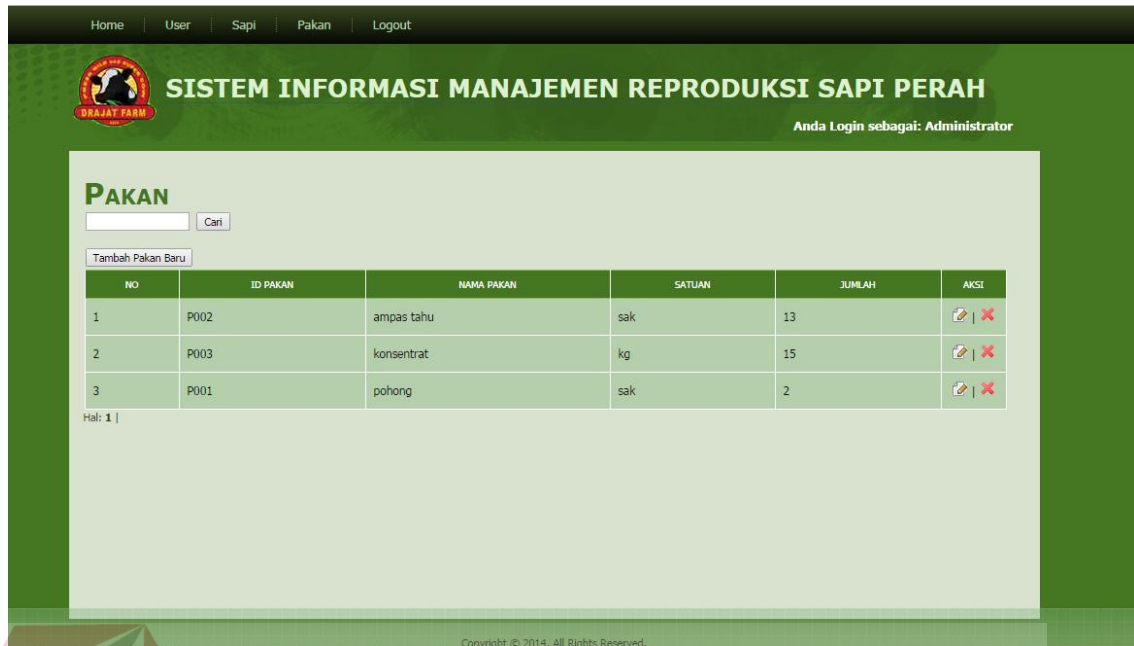 Home | User | Sapi | Pakan | Logout
DRAJAT FARM
SISTEM INFORMASI MANAJEMEN REPRODUKSI SAPI PERAH
Anda Login sebagai: Administrator
PAKAN
Cari
Tambah Pakan Baru
NO ID PAKAN NAMA PAKAN SATUAN JUMLAH AKSI
1 P002 ampas tahu sak 13 |
2 P003 konsentrat kg 15 |
3 P001 pohong sak 2 |
Hal: 1 |
Copyright © 2014. All Rights Reserved.